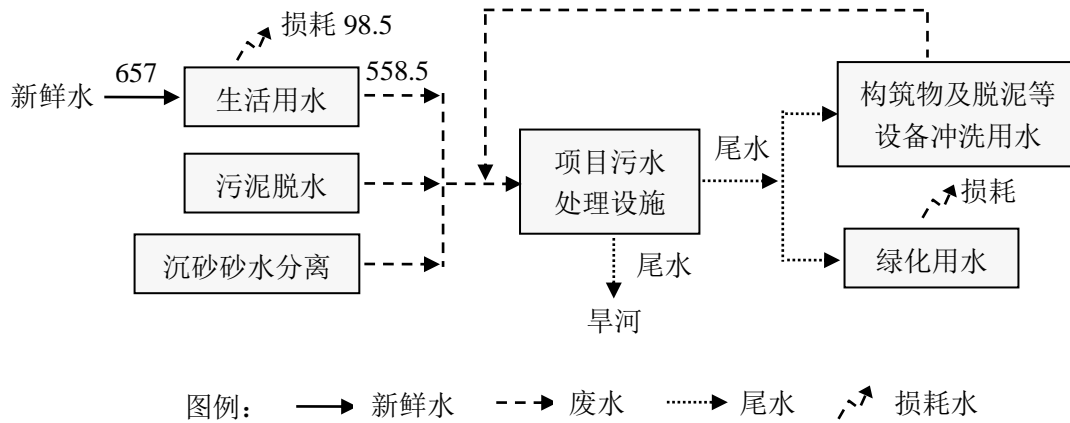 损耗 98.5
657
558.5
新鲜水
生活用水
构筑物及脱泥等
设备冲洗用水
项目污水
处理设施
尾水
污泥脱水
损耗
沉砂砂水分离
尾水
绿化用水
旱河
图例：
新鲜水
废水
尾水
损耗水